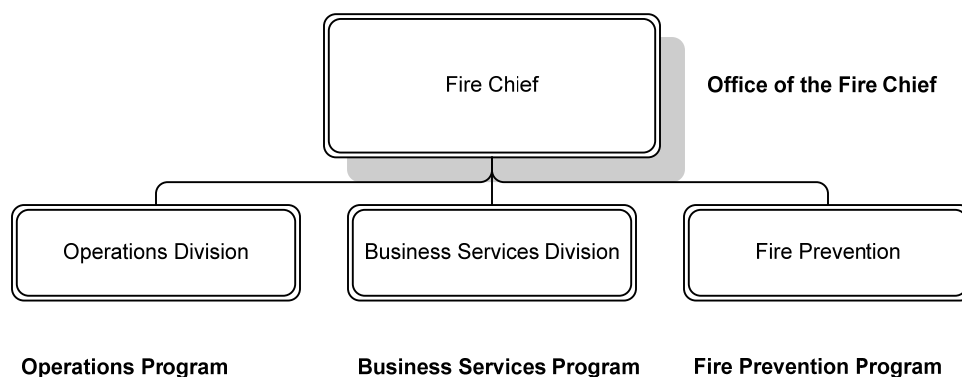 Fire Chief
Office of the Fire Chief
Operations Division
Business Services Division
Fire Prevention
Operations Program
Business Services Program
Fire Prevention Program